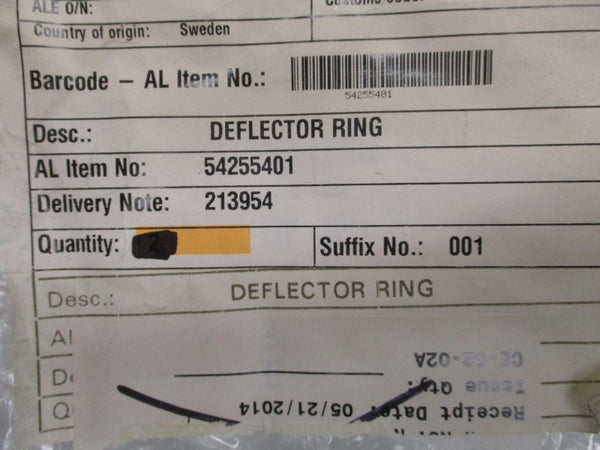 ALE O/N:
Country of origin: Sweden
Barcode – AL Item No.:
54255401
Desc.: DEFLECTOR RING
AL Item No: 54255401
Delivery Note: 213954
Quantity: 2 Suffix No.: 001
Desc.: DEFLECTOR RING
CE-62-02A
Issue Qty:
Receipt Date: 05/21/2014